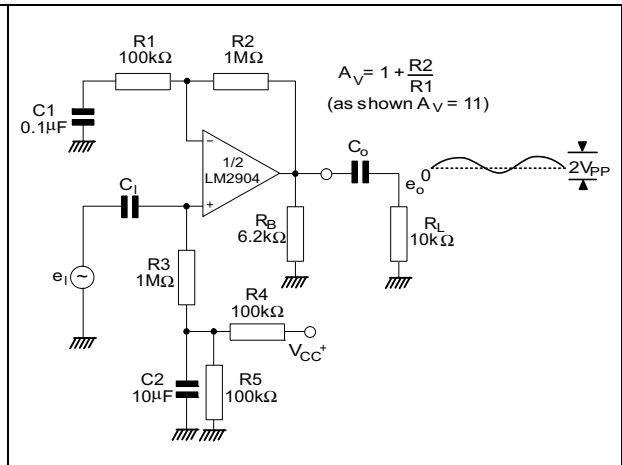 R1
100kΩ
R2
1MΩ
A_V = 1 + R2/R1
(as shown A_V = 11)
C1
0.1µF
1/2
LM2904
C_I
C_o
e_o
0
2V_PP
R_B
6.2kΩ
R_L
10kΩ
e_I
~
R3
1MΩ
R4
100kΩ
V_CC+
C2
10µF
R5
100kΩ